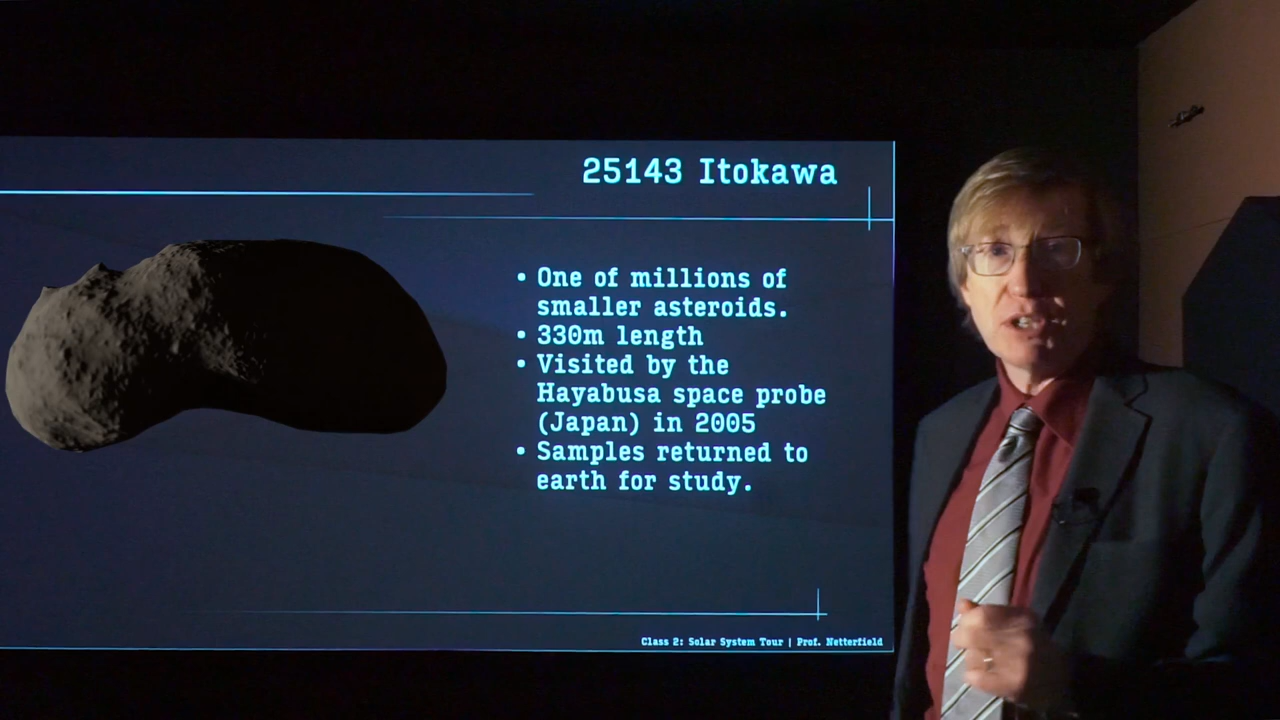 25143 Itokawa
• One of millions of
smaller asteroids.
• 330m length
• Visited by the
Hayabusa space probe
(Japan) in 2005
• Samples returned to
earth for study.
Class 2: Solar System Tour | Prof. Netterfield